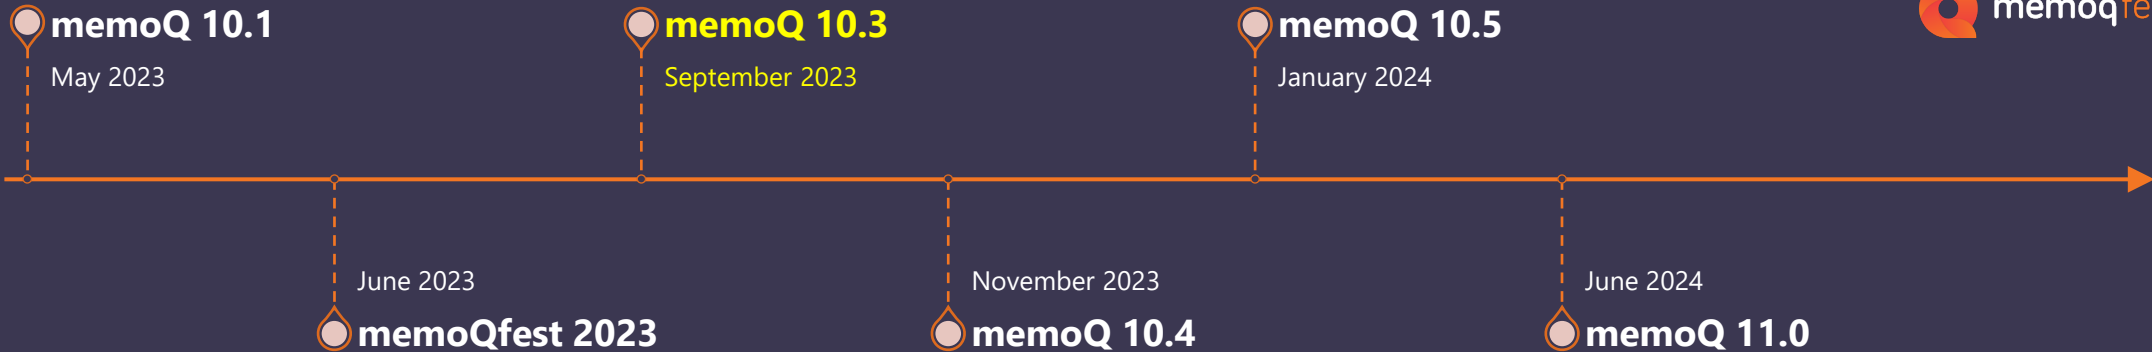 memoQ 10.1
May 2023
memoQ 10.3
September 2023
memoQ 10.5
January 2024
memoqfe
June 2023
memoQfest 2023
November 2023
memoQ 10.4
June 2024
memoQ 11.0